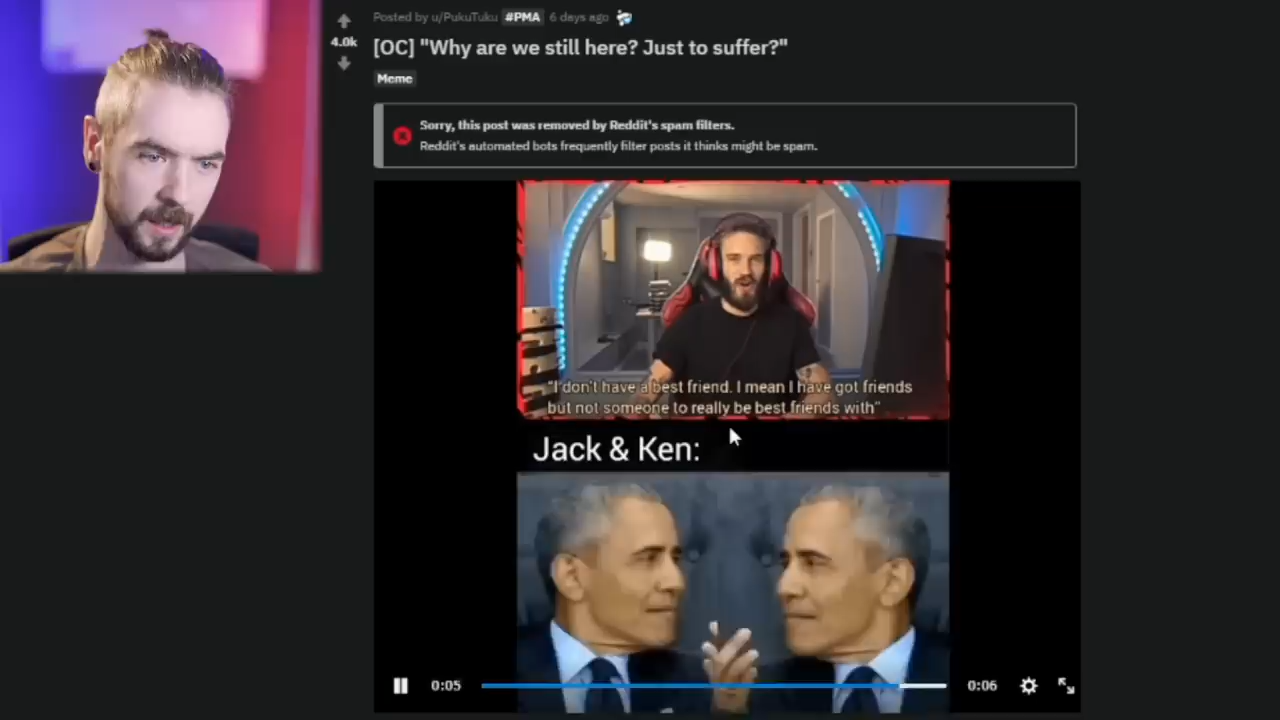 Posted by u/PukuTuku #PMA 6 days ago
4.0k
[OC] "Why are we still here? Just to suffer?"
Meme
Sorry, this post was removed by Reddit's spam filters.
Reddit's automated bots frequently filter posts it thinks might be spam.
"I don't have a best friend. I mean I have got friends
but not someone to really be best friends with"
Jack & Ken:
0:05 0:06